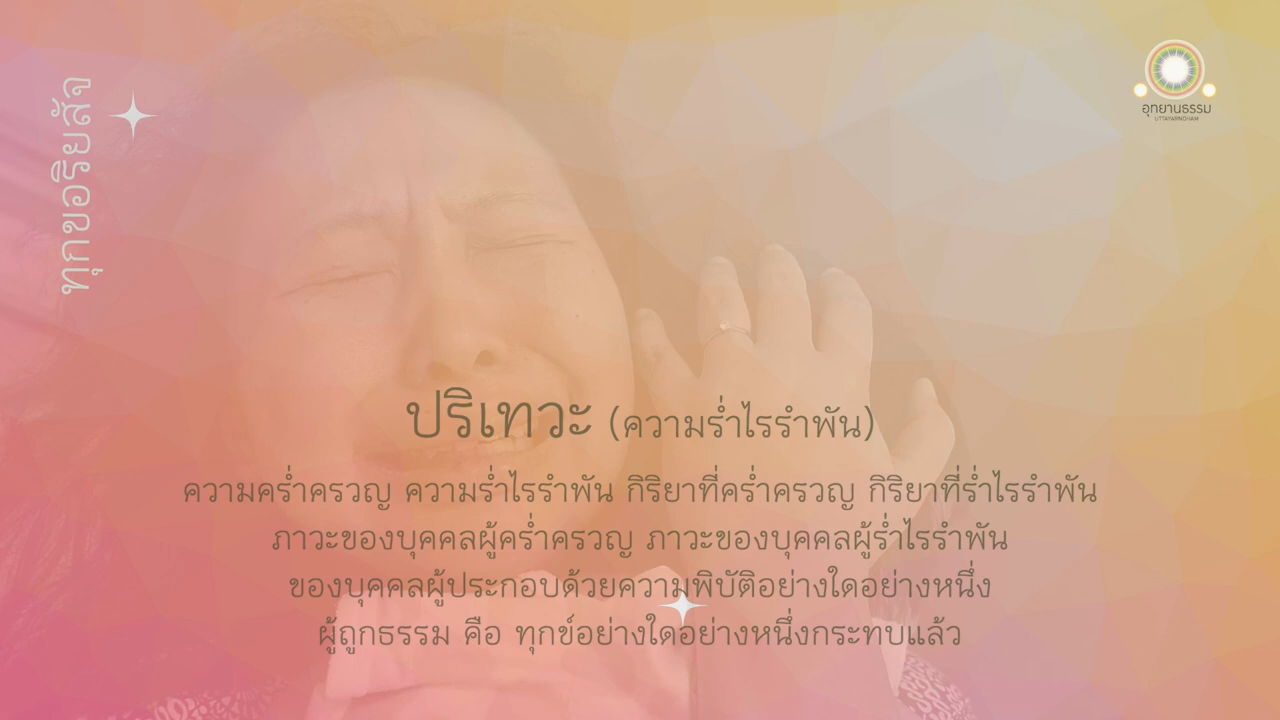 ทุกขอริยสัจ
อุทยานธรรม
UTTAYARNDHAM
ปริเทวะ (ความร่ำไรรำพัน)
ความคร่ำครวญ ความร่ำไรรำพัน กิริยาที่คร่ำครวญ กิริยาที่ร่ำไรรำพัน
ภาวะของบุคคลผู้คร่ำครวญ ภาวะของบุคคลผู้ร่ำไรรำพัน
ของบุคคลผู้ประกอบด้วยความพิบัติอย่างใดอย่างหนึ่ง
ผู้ถูกธรรม คือ ทุกข์อย่างใดอย่างหนึ่งกระทบแล้ว